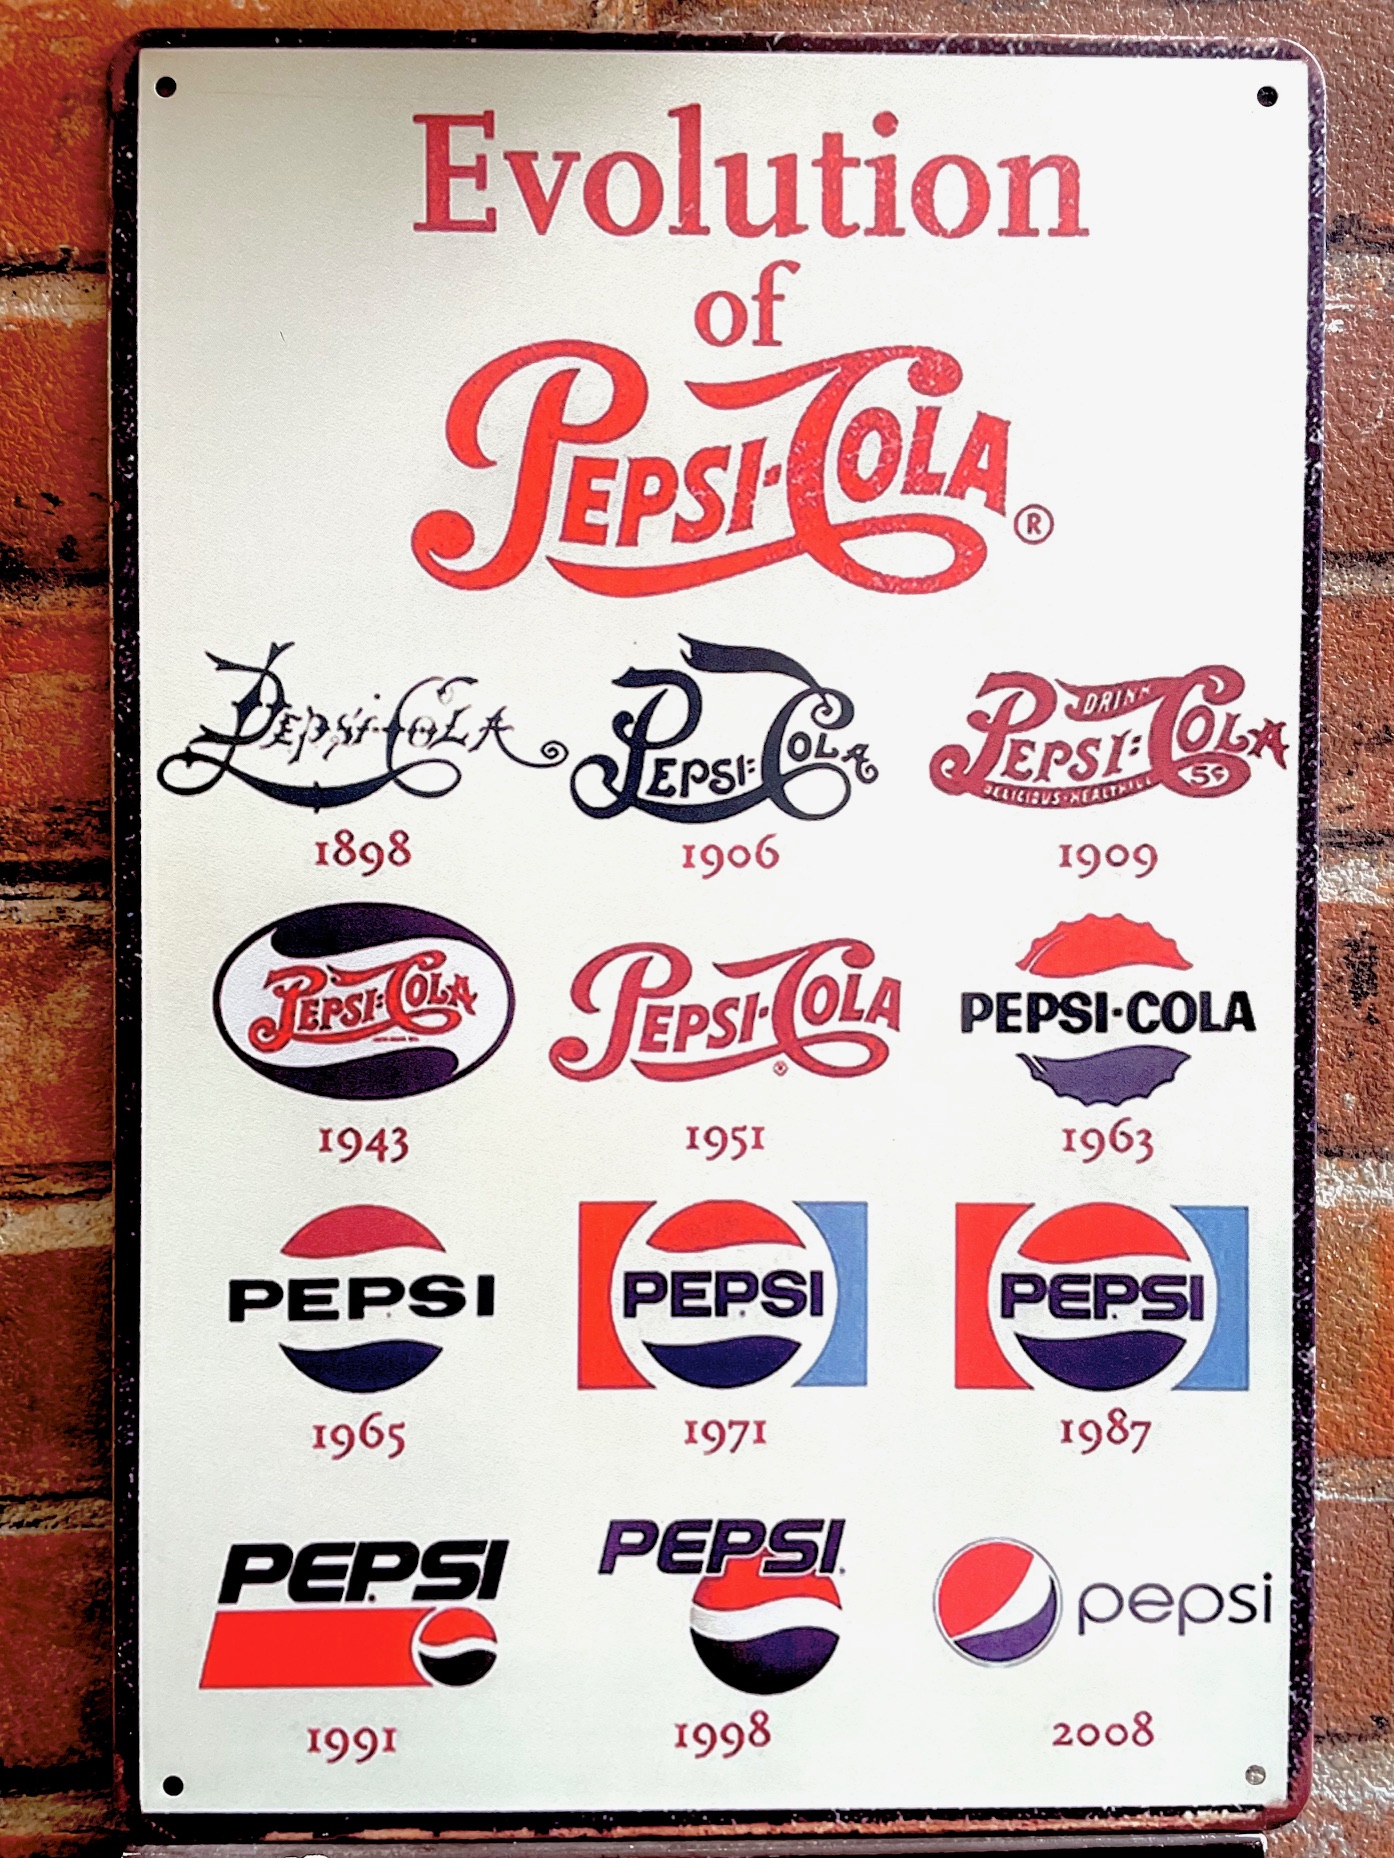 Evolution
of
PEPSI-COLA ®
PEPSI-COLA PEPSI:COLA DRINK PEPSI:COLA 5¢
DELICIOUS-HEALTHFUL
1898 1906 1909
PEPSI:COLA PEPSI-COLA ® PEPSI·COLA
1943 1951 1963
PEPSI PEPSI PEPSI
1965 1971 1987
PEPSI PEPSI pepsi
1991 1998 2008